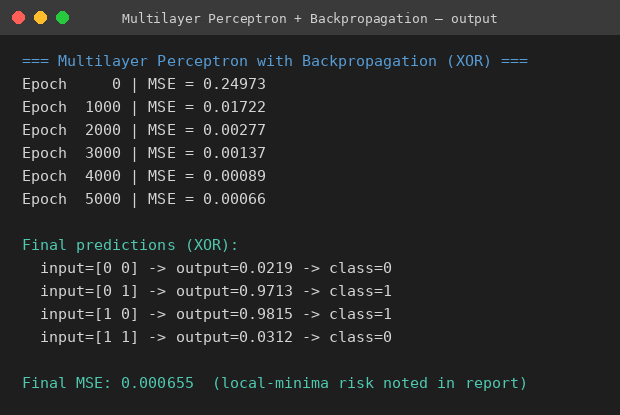 Multilayer Perceptron + Backpropagation — output
=== Multilayer Perceptron with Backpropagation (XOR) ===
Epoch     0 | MSE = 0.24973
Epoch  1000 | MSE = 0.01722
Epoch  2000 | MSE = 0.00277
Epoch  3000 | MSE = 0.00137
Epoch  4000 | MSE = 0.00089
Epoch  5000 | MSE = 0.00066
Final predictions (XOR):
  input=[0 0] -> output=0.0219 -> class=0
  input=[0 1] -> output=0.9713 -> class=1
  input=[1 0] -> output=0.9815 -> class=1
  input=[1 1] -> output=0.0312 -> class=0
Final MSE: 0.000655  (local-minima risk noted in report)